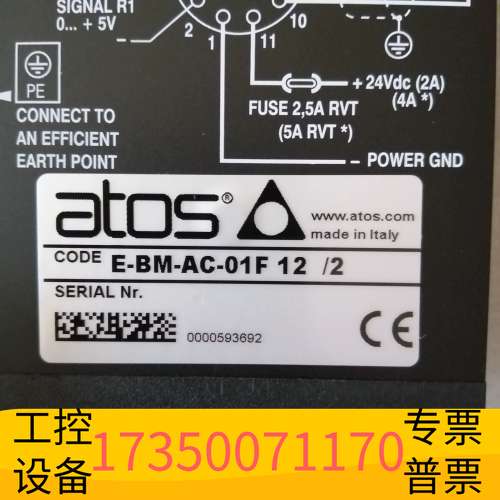 SIGNAL R1
0... + 5V
2
1
11
10
PE
CONNECT TO
AN EFFICIENT
EARTH POINT
+ 24Vdc (2A)
(4A *)
FUSE 2,5A RVT
(5A RVT *)
- POWER GND
atos®
www.atos.com
made in Italy
CODE E-BM-AC-01F 12 /2
SERIAL Nr.
0000593692
CE
工控设备
17350071170
专票
普票